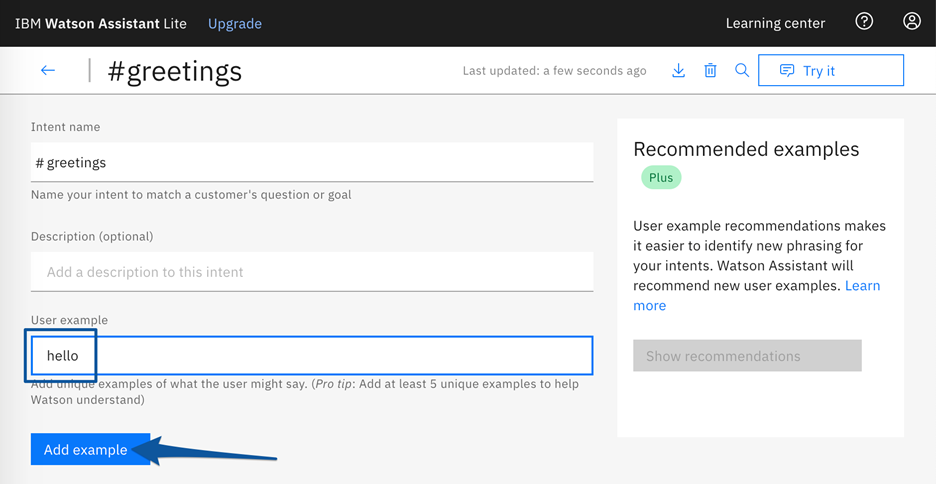 IBM Watson Assistant Lite Upgrade Learning center
#greetings Last updated: a few seconds ago Try it
Intent name
# greetings
Name your intent to match a customer's question or goal
Description (optional)
Add a description to this intent
User example
hello
Add unique examples of what the user might say. (Pro tip: Add at least 5 unique examples to help
Watson understand)
Add example
Recommended examples
Plus
User example recommendations makes
it easier to identify new phrasing for
your intents. Watson Assistant will
recommend new user examples. Learn
more
Show recommendations